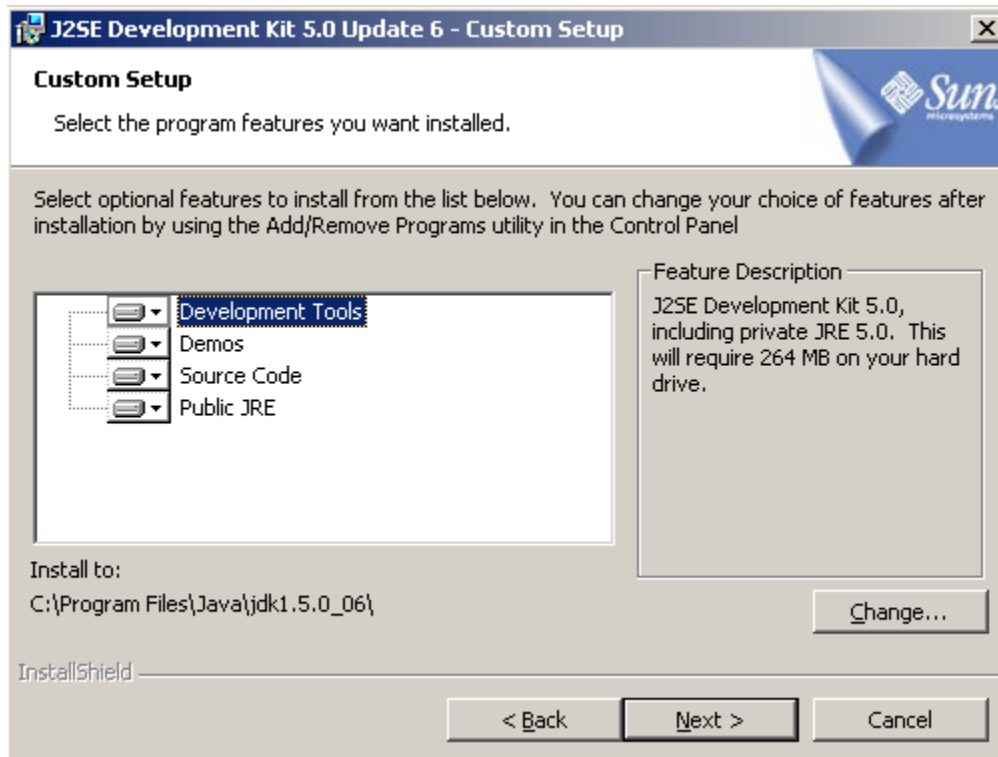 J2SE Development Kit 5.0 Update 6 - Custom Setup
Custom Setup
Select the program features you want installed.
Sun
microsystems
Select optional features to install from the list below.  You can change your choice of features after
installation by using the Add/Remove Programs utility in the Control Panel
Development Tools
Demos
Source Code
Public JRE
Feature Description
J2SE Development Kit 5.0,
including private JRE 5.0.  This
will require 264 MB on your hard
drive.
Install to:
C:\Program Files\Java\jdk1.5.0_06\
Change...
InstallShield
< Back
Next >
Cancel